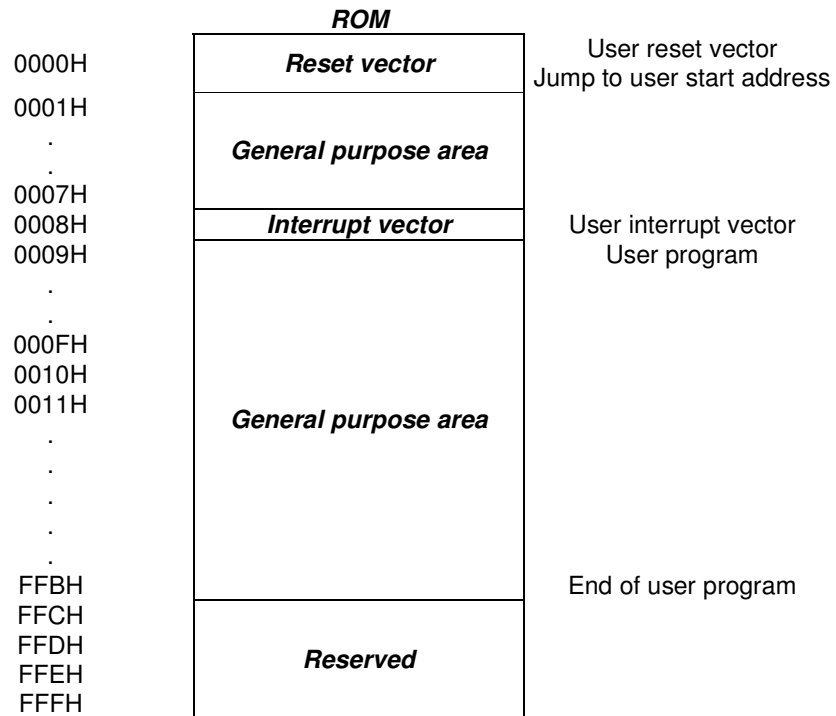 ROM
0000H Reset vector User reset vector
Jump to user start address
0001H
.
General purpose area
.
0007H
0008H Interrupt vector User interrupt vector
0009H User program
.
.
000FH
0010H
0011H
General purpose area
.
.
.
.
.
FFBH End of user program
FFCH
FFDH
Reserved
FFEH
FFFH